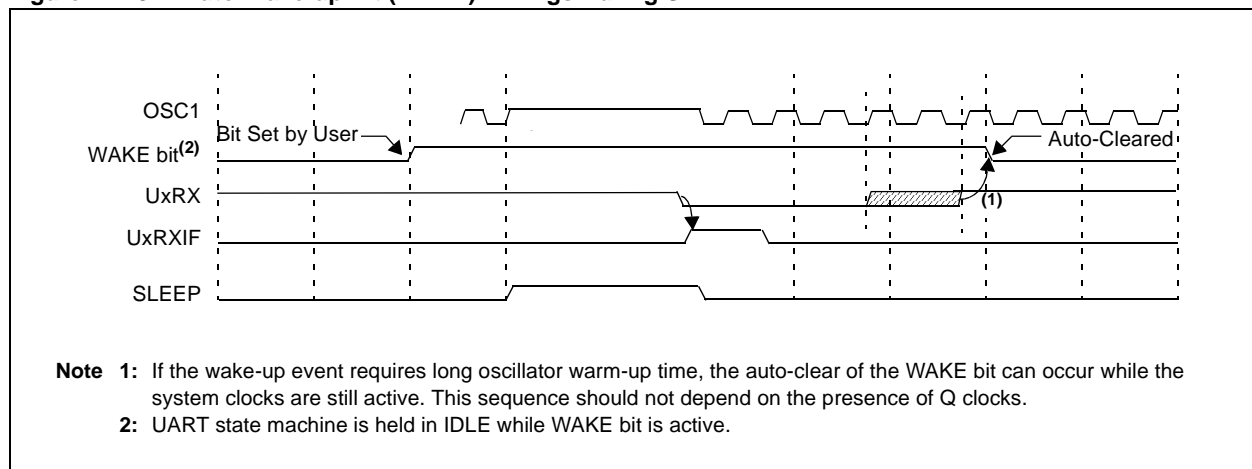 OSC1
Bit Set by User
Auto-Cleared
WAKE bit(2)
UxRX
(1)
UxRXIF
SLEEP
Note 1: If the wake-up event requires long oscillator warm-up time, the auto-clear of the WAKE bit can occur while the
system clocks are still active. This sequence should not depend on the presence of Q clocks.
2: UART state machine is held in IDLE while WAKE bit is active.